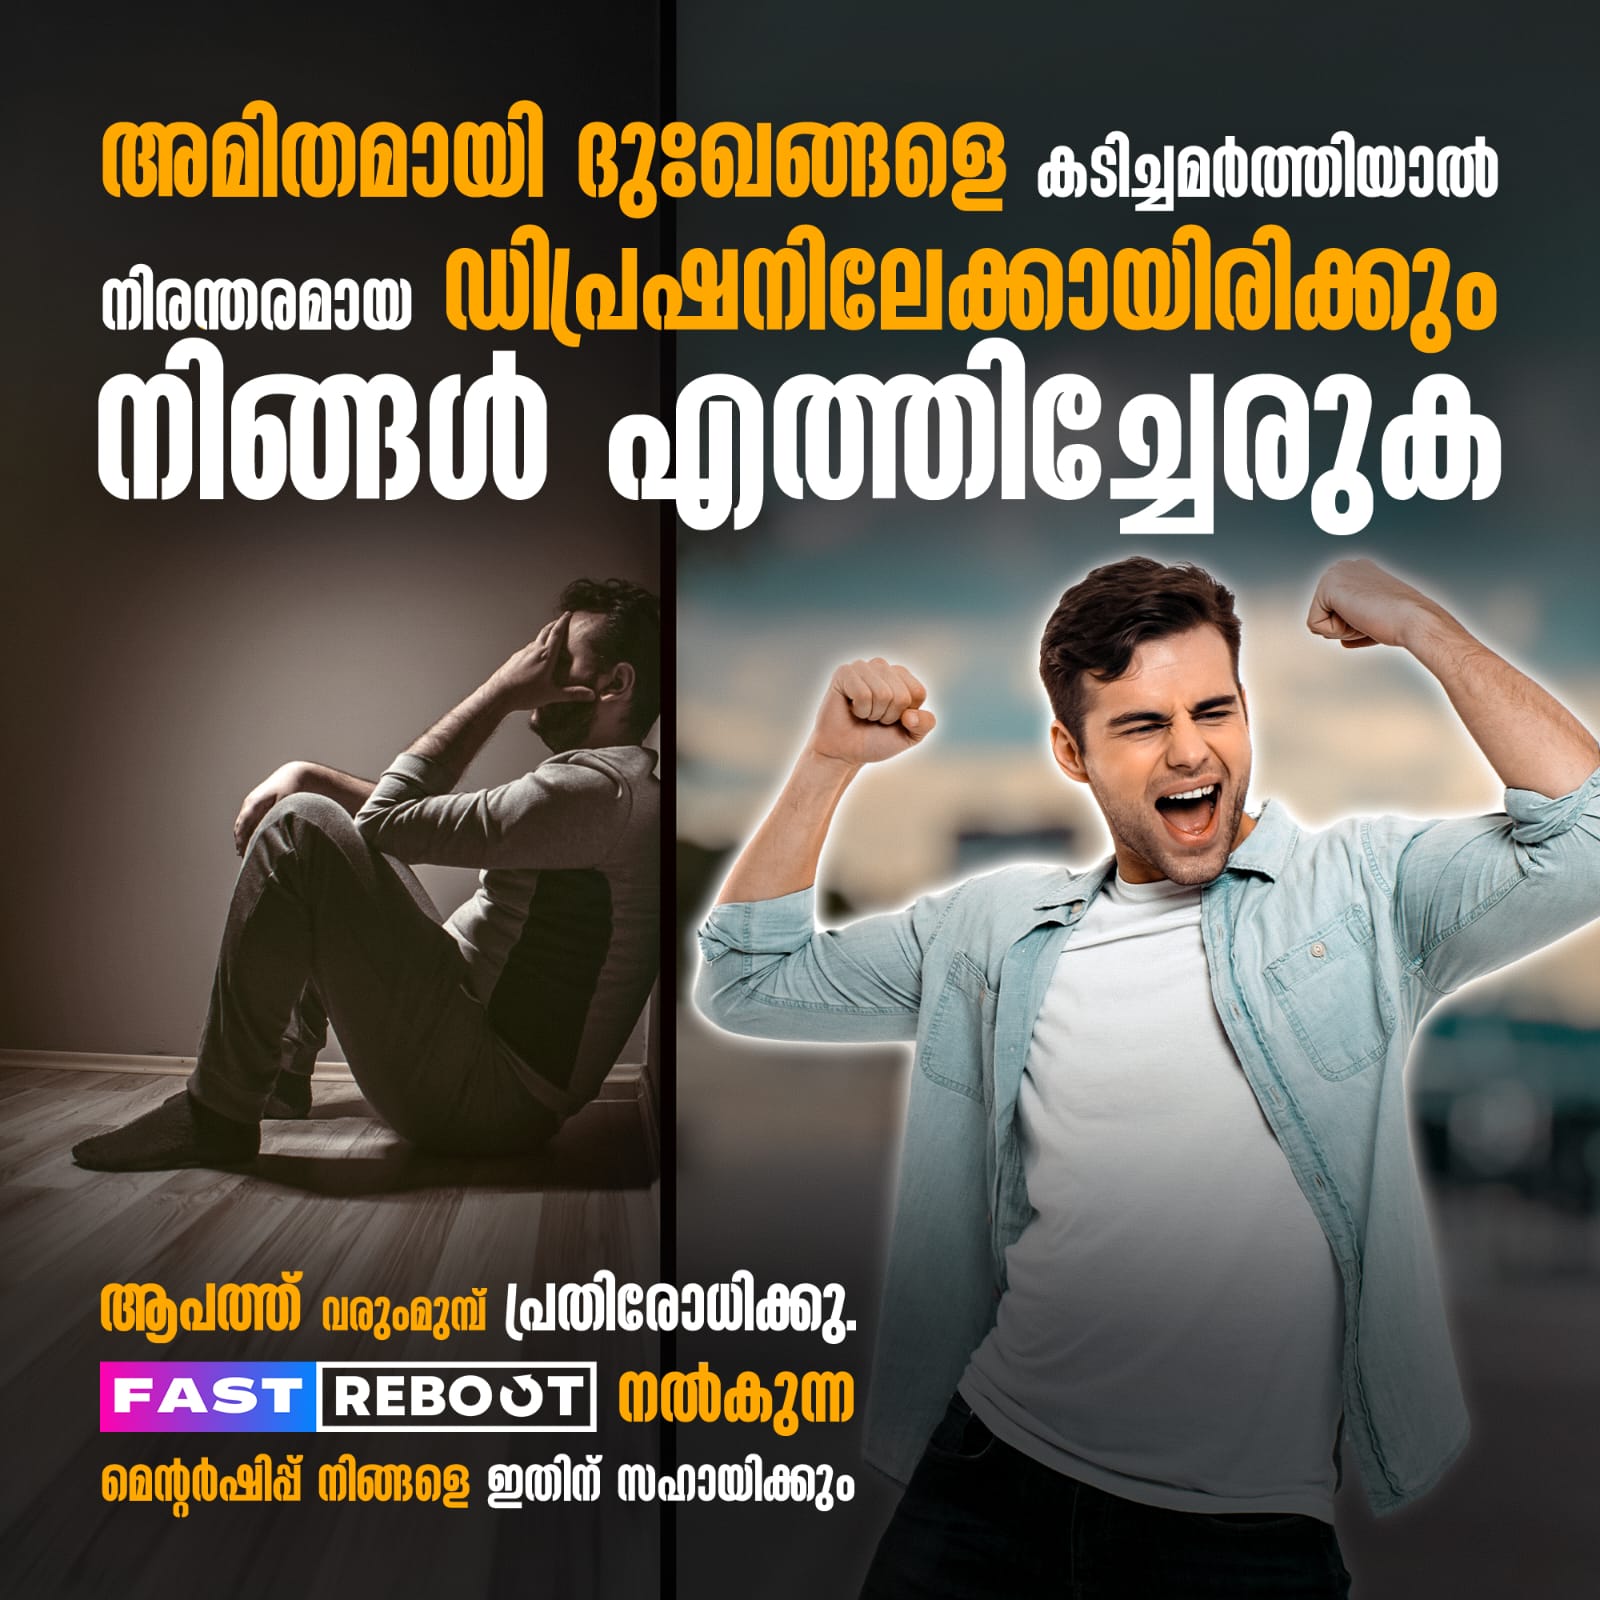 അമിതമായി ദുഃഖേങ്ങളെ കടിച്ചമർത്തിയാൽ
നിരന്തരമായ ഡിപ്രഷനിലേക്കായിരിക്കും
നിങ്ങൾ എത്തിച്ചേരുക
ആപത്ത് വരുംമുമ്പ് പ്രതിരോധിക്കു.
FAST REBOOT നൽകുന്ന
മെന്റർഷിപ്പ് നിങ്ങളെ ഇതിന് സഹായിക്കും